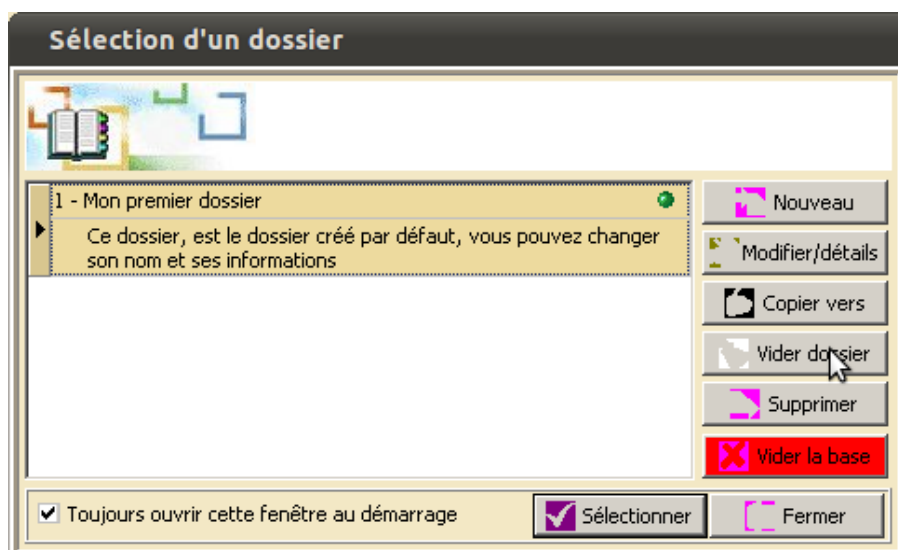 Sélection d'un dossier
1 - Mon premier dossier
Ce dossier, est le dossier créé par défaut, vous pouvez changer
son nom et ses informations
Nouveau
Modifier/détails
Copier vers
Vider dossier
Supprimer
Vider la base
Toujours ouvrir cette fenêtre au démarrage
Sélectionner
Fermer